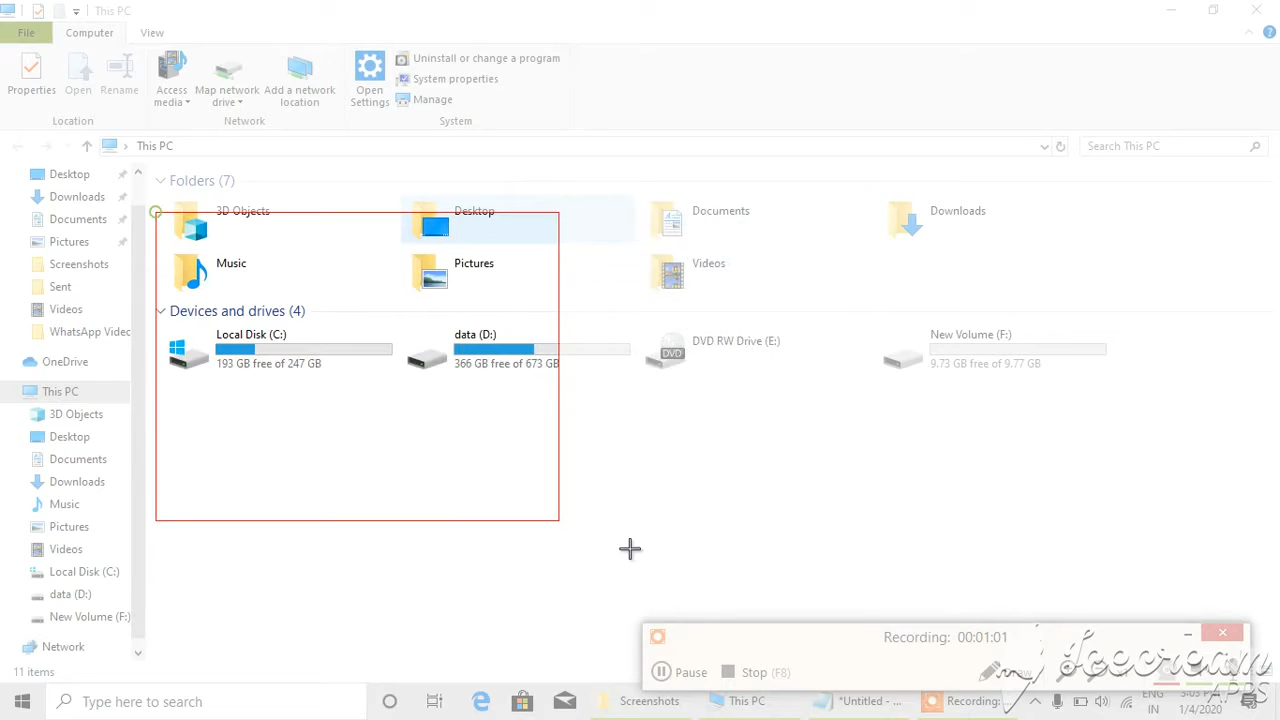 This PC
File Computer View
Properties Open Rename Access media Map network drive Add a network location Open Settings
Uninstall or change a program
System properties
Manage
Location Network System
This PC
Search This PC
Desktop
Downloads
Documents
Pictures
Screenshots
Sent
Videos
WhatsApp Video
OneDrive
This PC
3D Objects
Desktop
Documents
Downloads
Music
Pictures
Videos
Local Disk (C:)
data (D:)
New Volume (F:)
Network
Folders (7)
3D Objects Desktop Documents Downloads
Music Pictures Videos
Devices and drives (4)
Local Disk (C:)
193 GB free of 247 GB
data (D:)
366 GB free of 673 GB
DVD RW Drive (E:)
DVD
New Volume (F:)
9.73 GB free of 9.77 GB
11 items
Recording: 00:01:01
Pause Stop (F8)
Icecream
APPS
Type here to search
Screenshots This PC *Untitled - ... Recording:
ENG
IN
1/4/2020